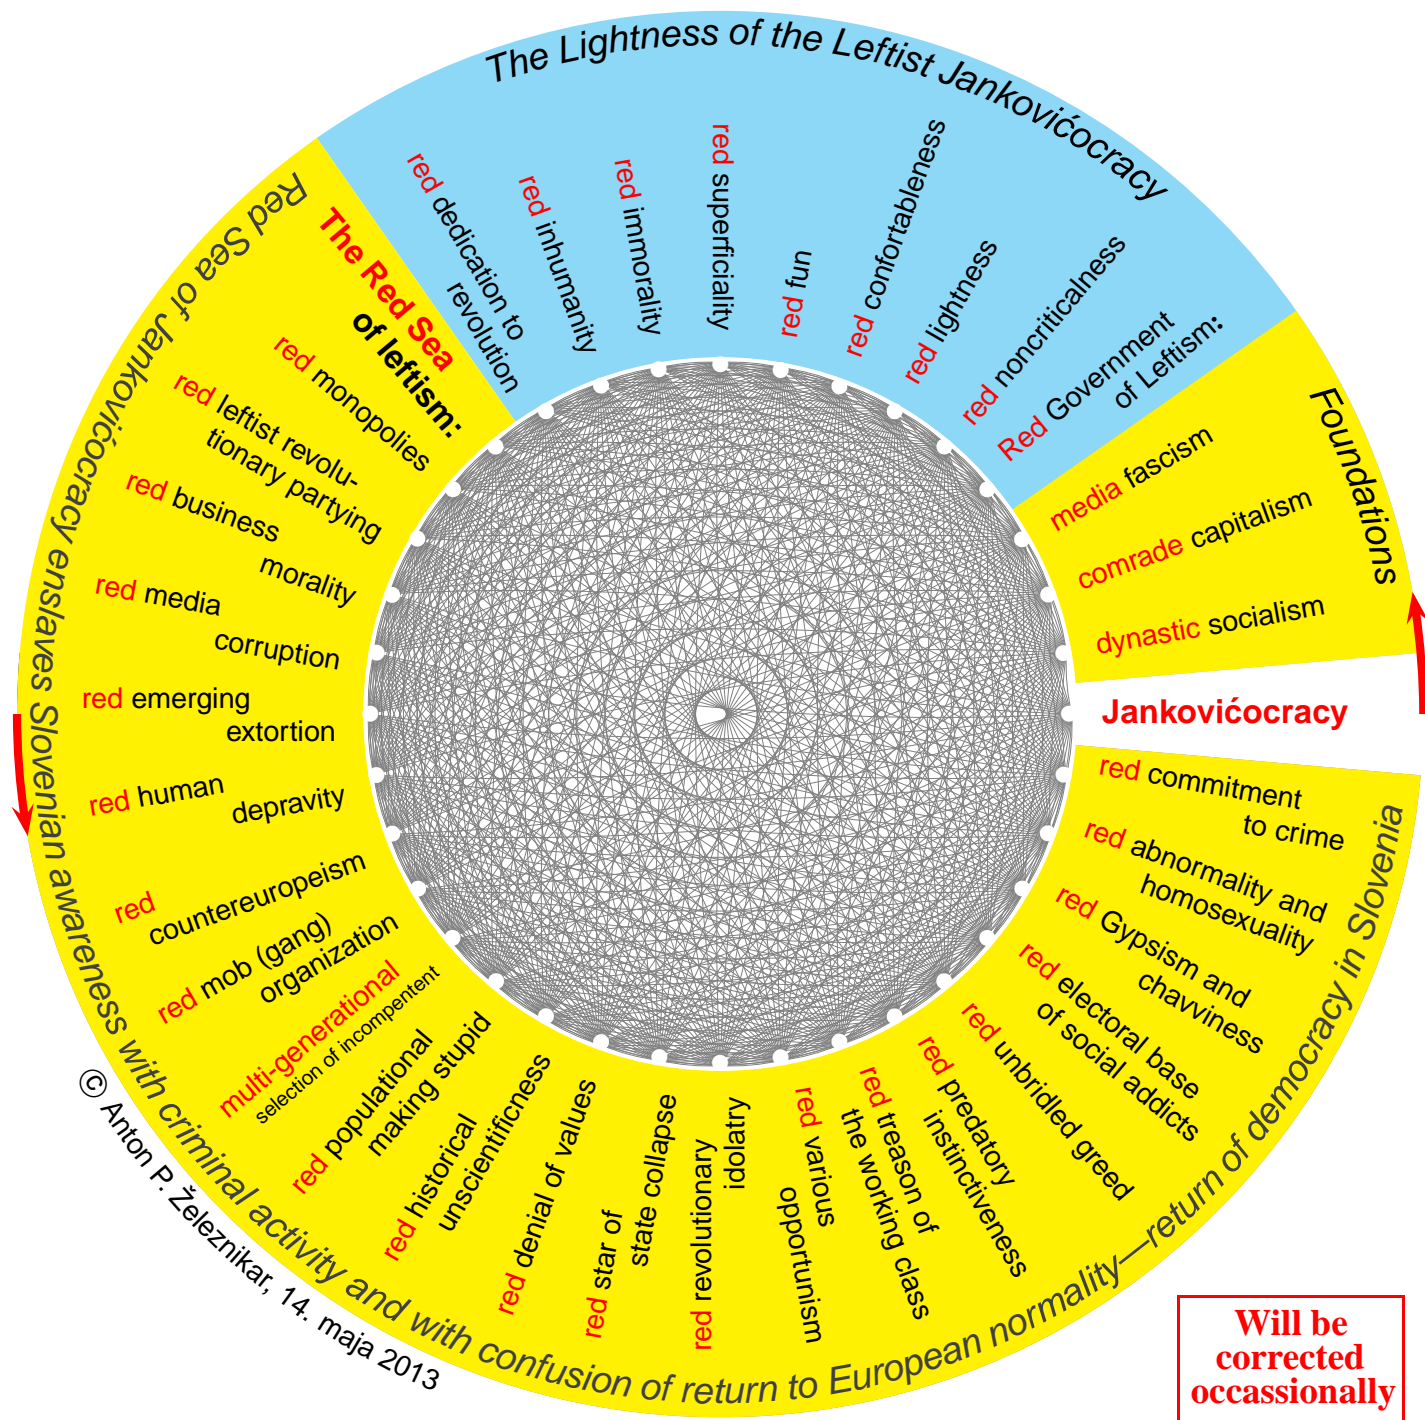 The Lightness of the Leftist Jankovićocracy
Foundations
Jankovićocracy
dynastic socialism
comrade capitalism
media fascism
Red Government
of Leftism:
red noncriticalness
red lightness
red confortableness
red fun
red superficiality
red immorality
red inhumanity
red dedication to
revolution
The Red Sea
of leftism:
red monopolies
red leftist revolu-
tionary partying
red business
morality
red media
corruption
red emerging
extortion
red human
depravity
red
countereuropeism
red mob (gang)
organization
multi-generational
selection of incompentent
red populational
making stupid
red historical
unscientificness
red denial of values
red star of
state collapse
red revolutionary
idolatry
red various
opportunism
red treason of
the working class
red predatory
instinctiveness
red unbridled greed
red electoral base
of social addicts
red Gypsism and
chavviness
red abnormality and
homosexuality
red commitment
to crime
Red Sea of Jankovićocracy enslaves Slovenian awareness with criminal activity and with confusion of return to European normality—return of democracy in Slovenia
© Anton P. Železnikar, 14. maja 2013
Will be
corrected
occassionally